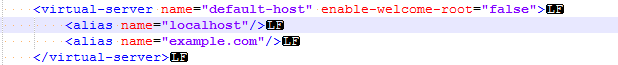 <virtual-server name="default-host" enable-welcome-root="false">LF
<alias name="localhost"/>LF
<alias name="example.com"/>LF
</virtual-server>LF